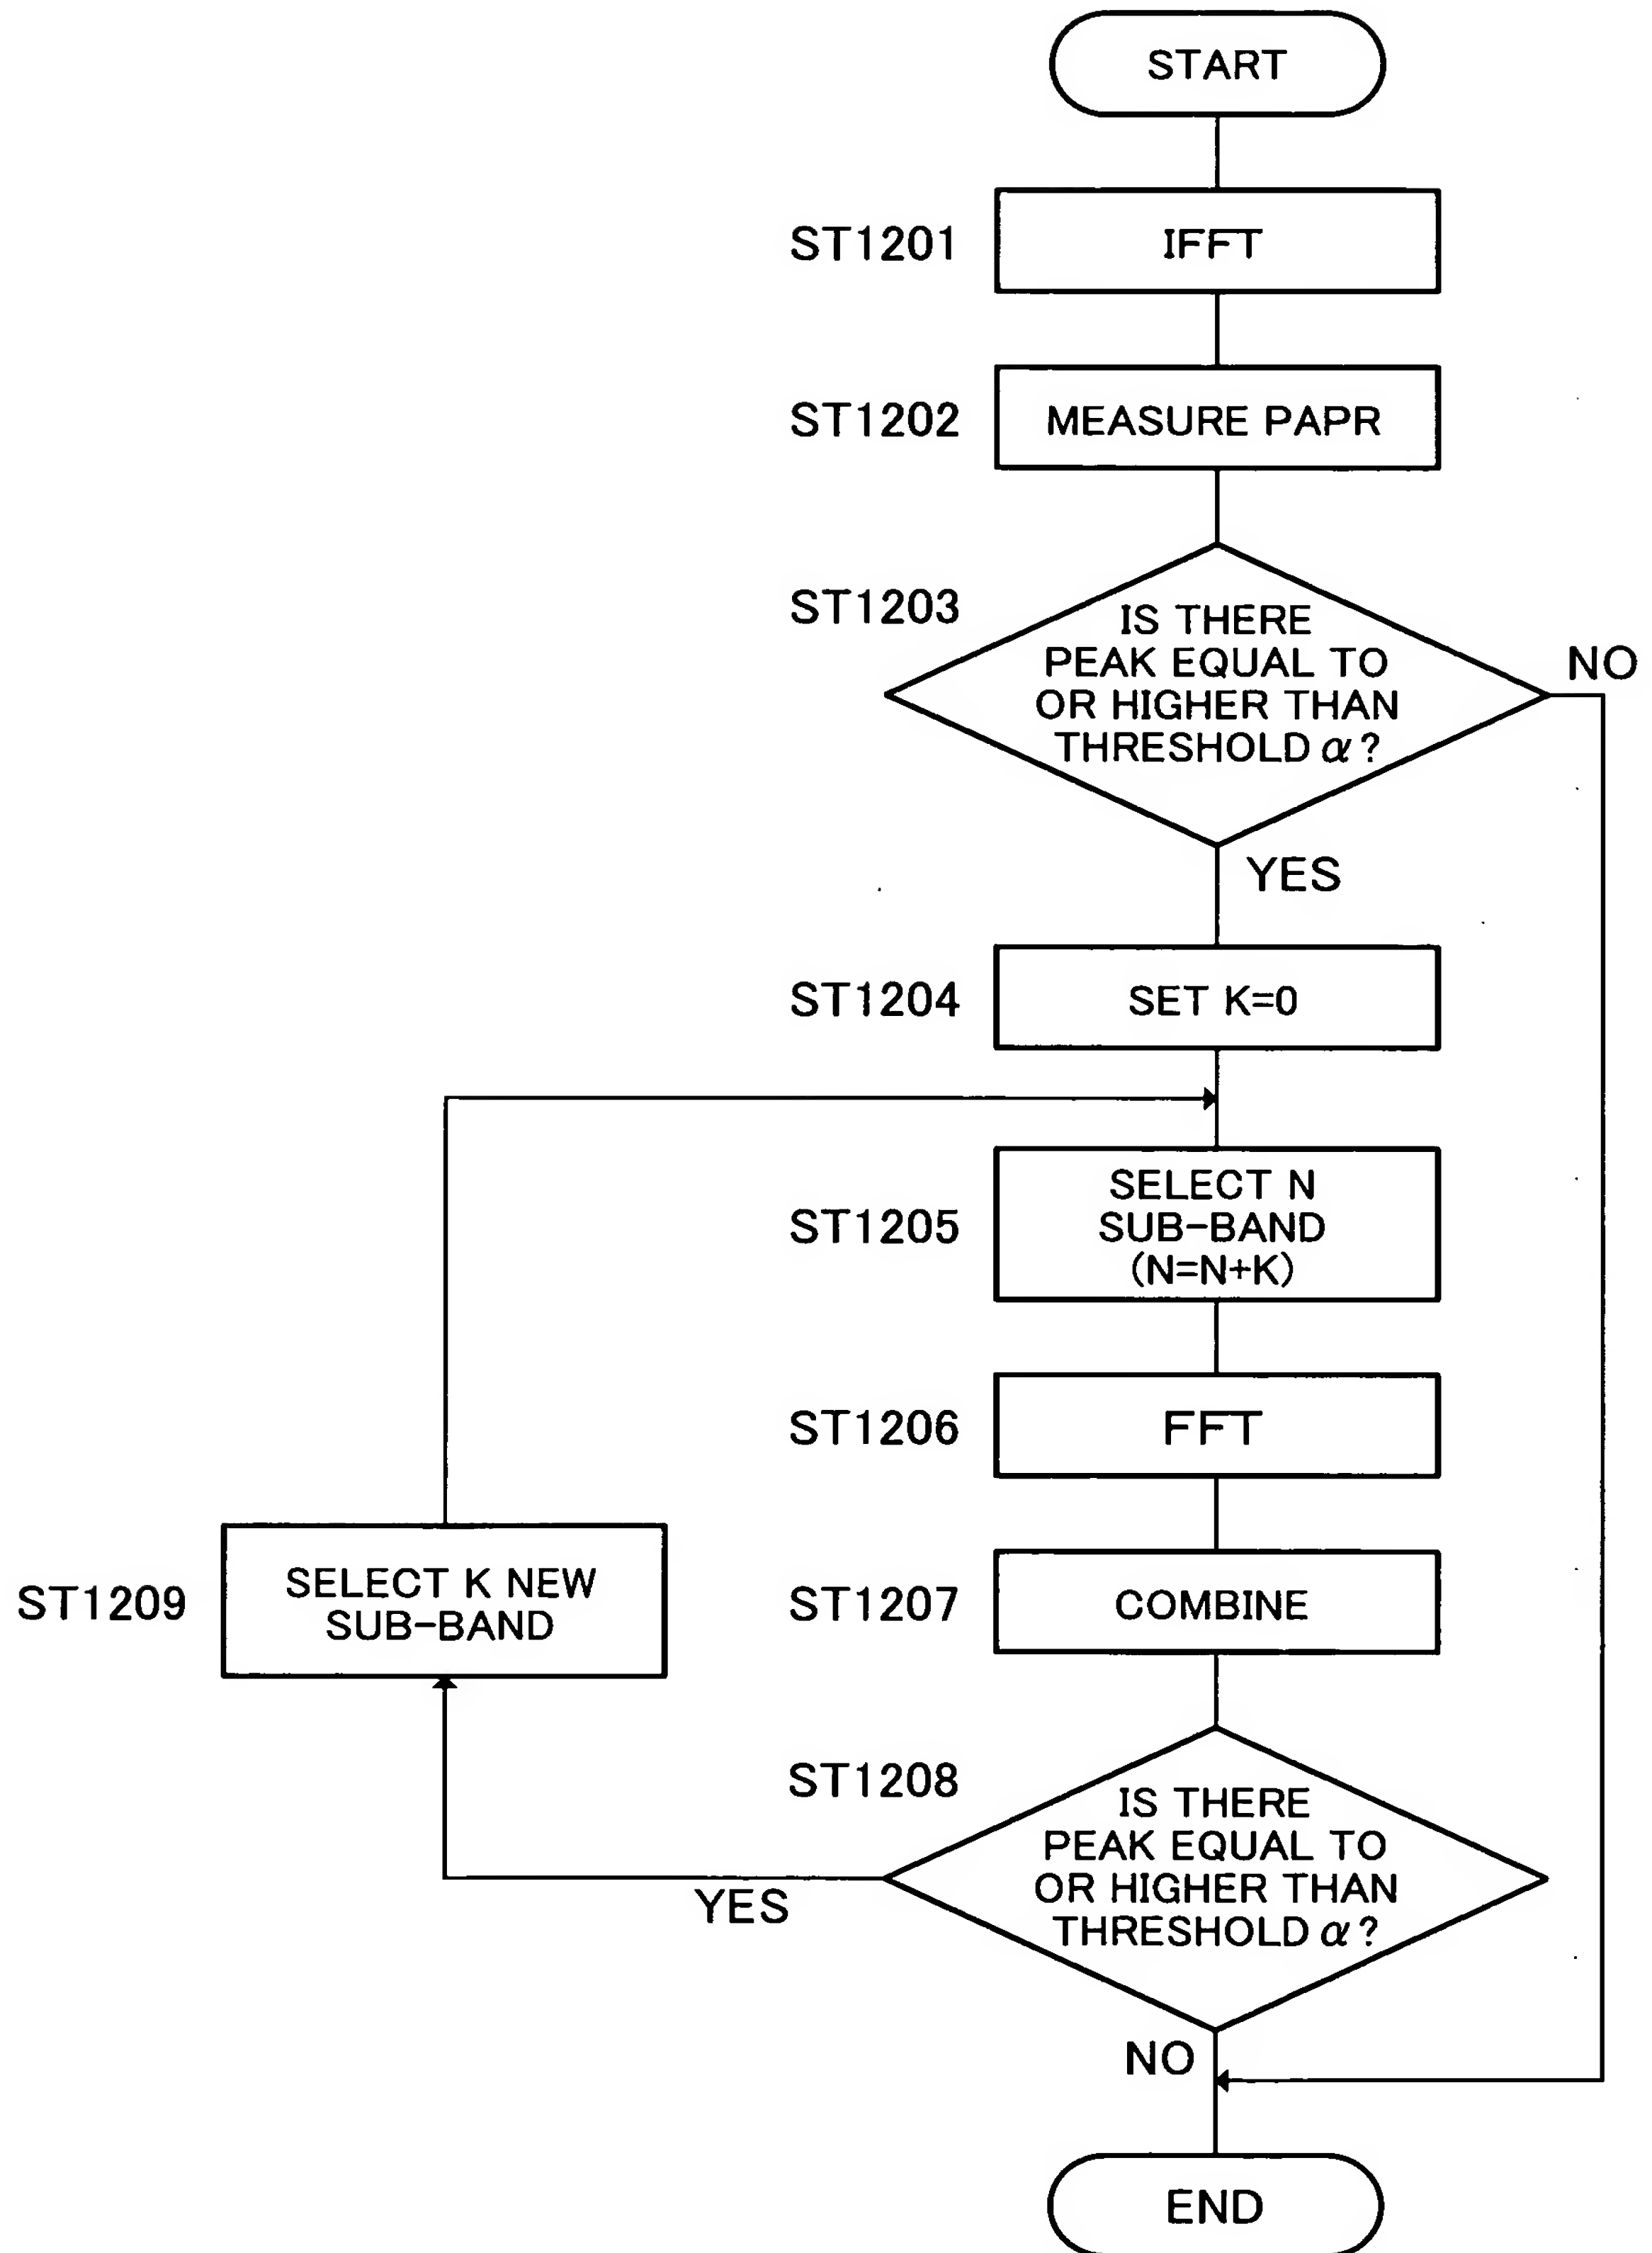 START
ST1201
IFFT
ST1202
MEASURE PAPR
ST1203
IS THERE
PEAK EQUAL TO
OR HIGHER THAN
THRESHOLD α?
NO
YES
ST1204
SET K=0
ST1205
SELECT N
SUB-BAND
(N=N+K)
ST1206
FFT
ST1209
SELECT K NEW
SUB-BAND
ST1207
COMBINE
ST1208
IS THERE
PEAK EQUAL TO
OR HIGHER THAN
THRESHOLD α?
YES
NO
END